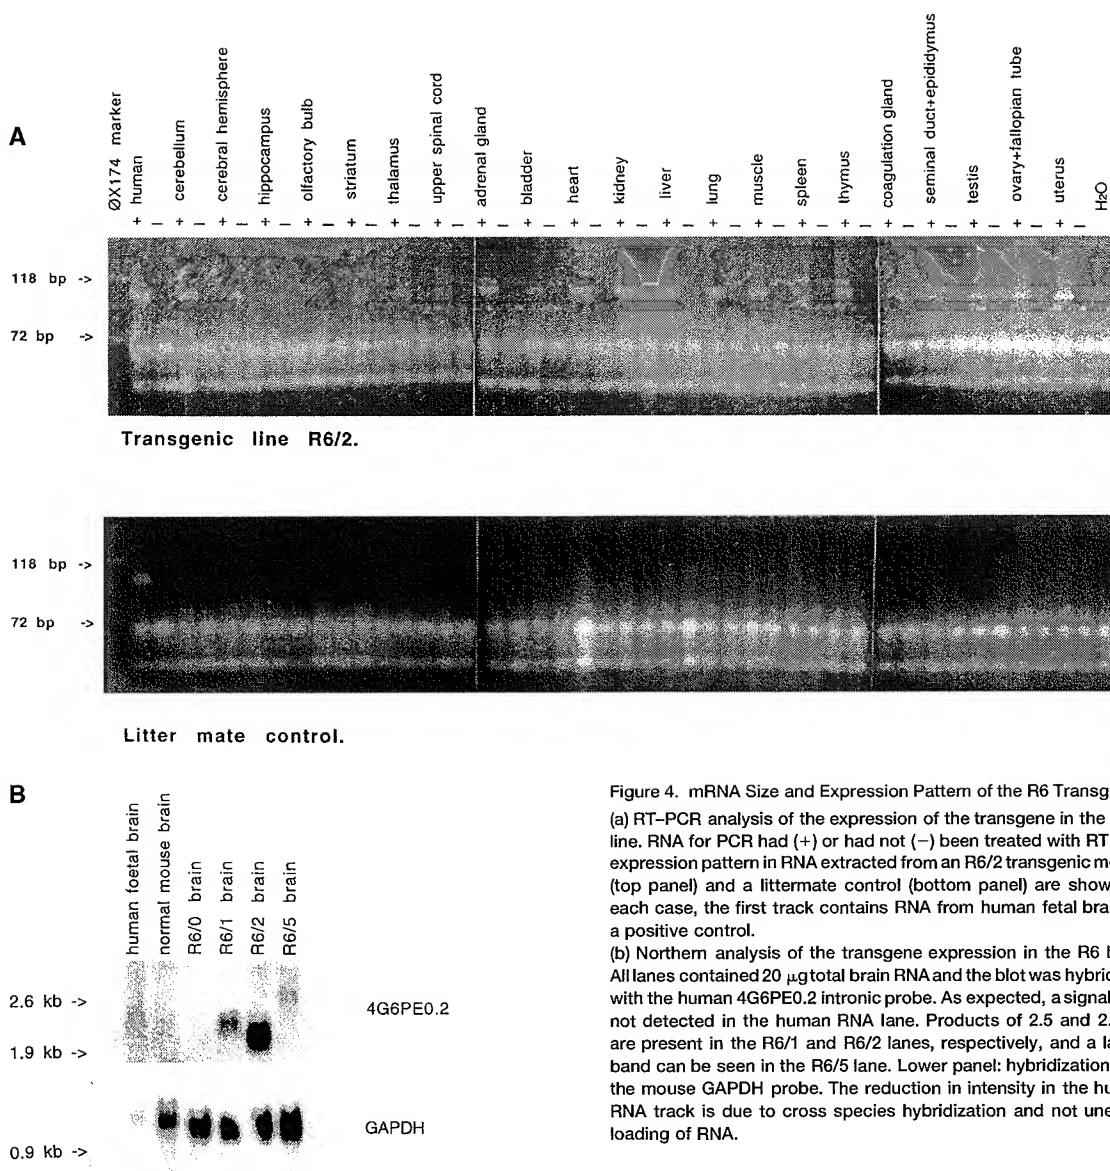 A
ØX174 marker
human
cerebellum
cerebral hemisphere
hippocampus
olfactory bulb
striatum
thalamus
upper spinal cord
adrenal gland
bladder
heart
kidney
liver
lung
muscle
spleen
thymus
coagulation gland
seminal duct+epididymus
testis
ovary+fallopian tube
uterus
H2O
+ – + – + – + – + – + – + – + – + – + – + – + – + – + – + – + – + – + – + – + – + – + –
118 bp ->
72 bp ->
Transgenic line R6/2.
118 bp ->
72 bp ->
Litter mate control.
B
human foetal brain
normal mouse brain
R6/0 brain
R6/1 brain
R6/2 brain
R6/5 brain
2.6 kb ->
4G6PE0.2
1.9 kb ->
GAPDH
0.9 kb ->
Figure 4. mRNA Size and Expression Pattern of the R6 Transg
(a) RT–PCR analysis of the expression of the transgene in the
line. RNA for PCR had (+) or had not (−) been treated with RT
expression pattern in RNA extracted from an R6/2 transgenic m
(top panel) and a littermate control (bottom panel) are show
each case, the first track contains RNA from human fetal brai
a positive control.
(b) Northern analysis of the transgene expression in the R6
All lanes contained 20 μg total brain RNA and the blot was hybri
with the human 4G6PE0.2 intronic probe. As expected, a signal
not detected in the human RNA lane. Products of 2.5 and 2.
are present in the R6/1 and R6/2 lanes, respectively, and a la
band can be seen in the R6/5 lane. Lower panel: hybridization
the mouse GAPDH probe. The reduction in intensity in the hu
RNA track is due to cross species hybridization and not une
loading of RNA.